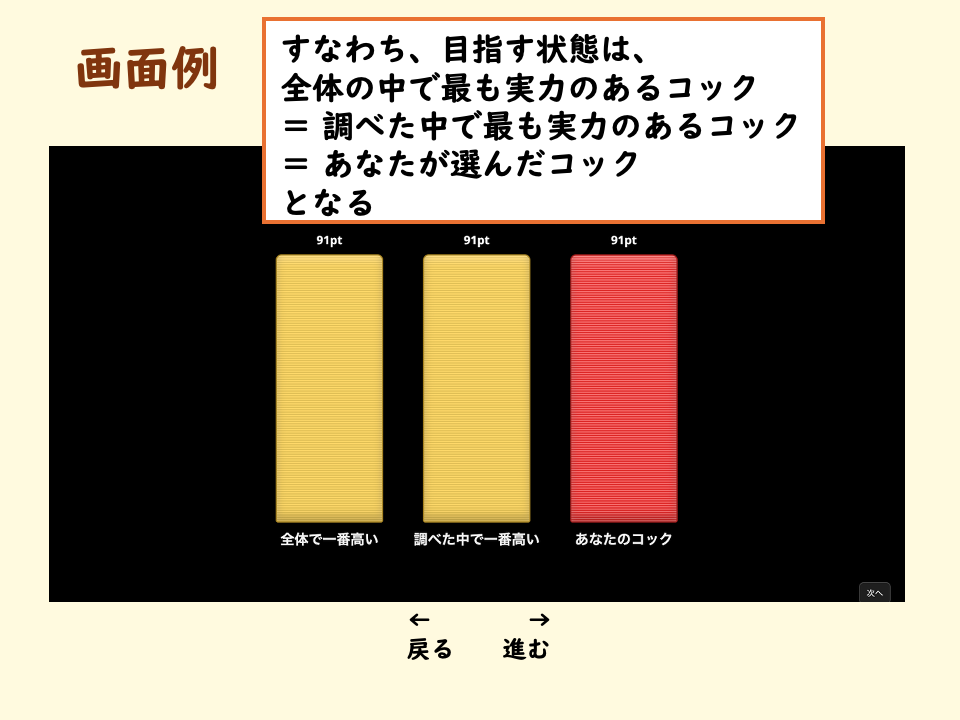 画面例
すなわち、目指す状態は、
全体の中で最も実力のあるコック
＝ 調べた中で最も実力のあるコック
＝ あなたが選んだコック
となる
91pt 91pt 91pt
全体で一番高い 調べた中で一番高い あなたのコック
次へ
← →
戻る 進む